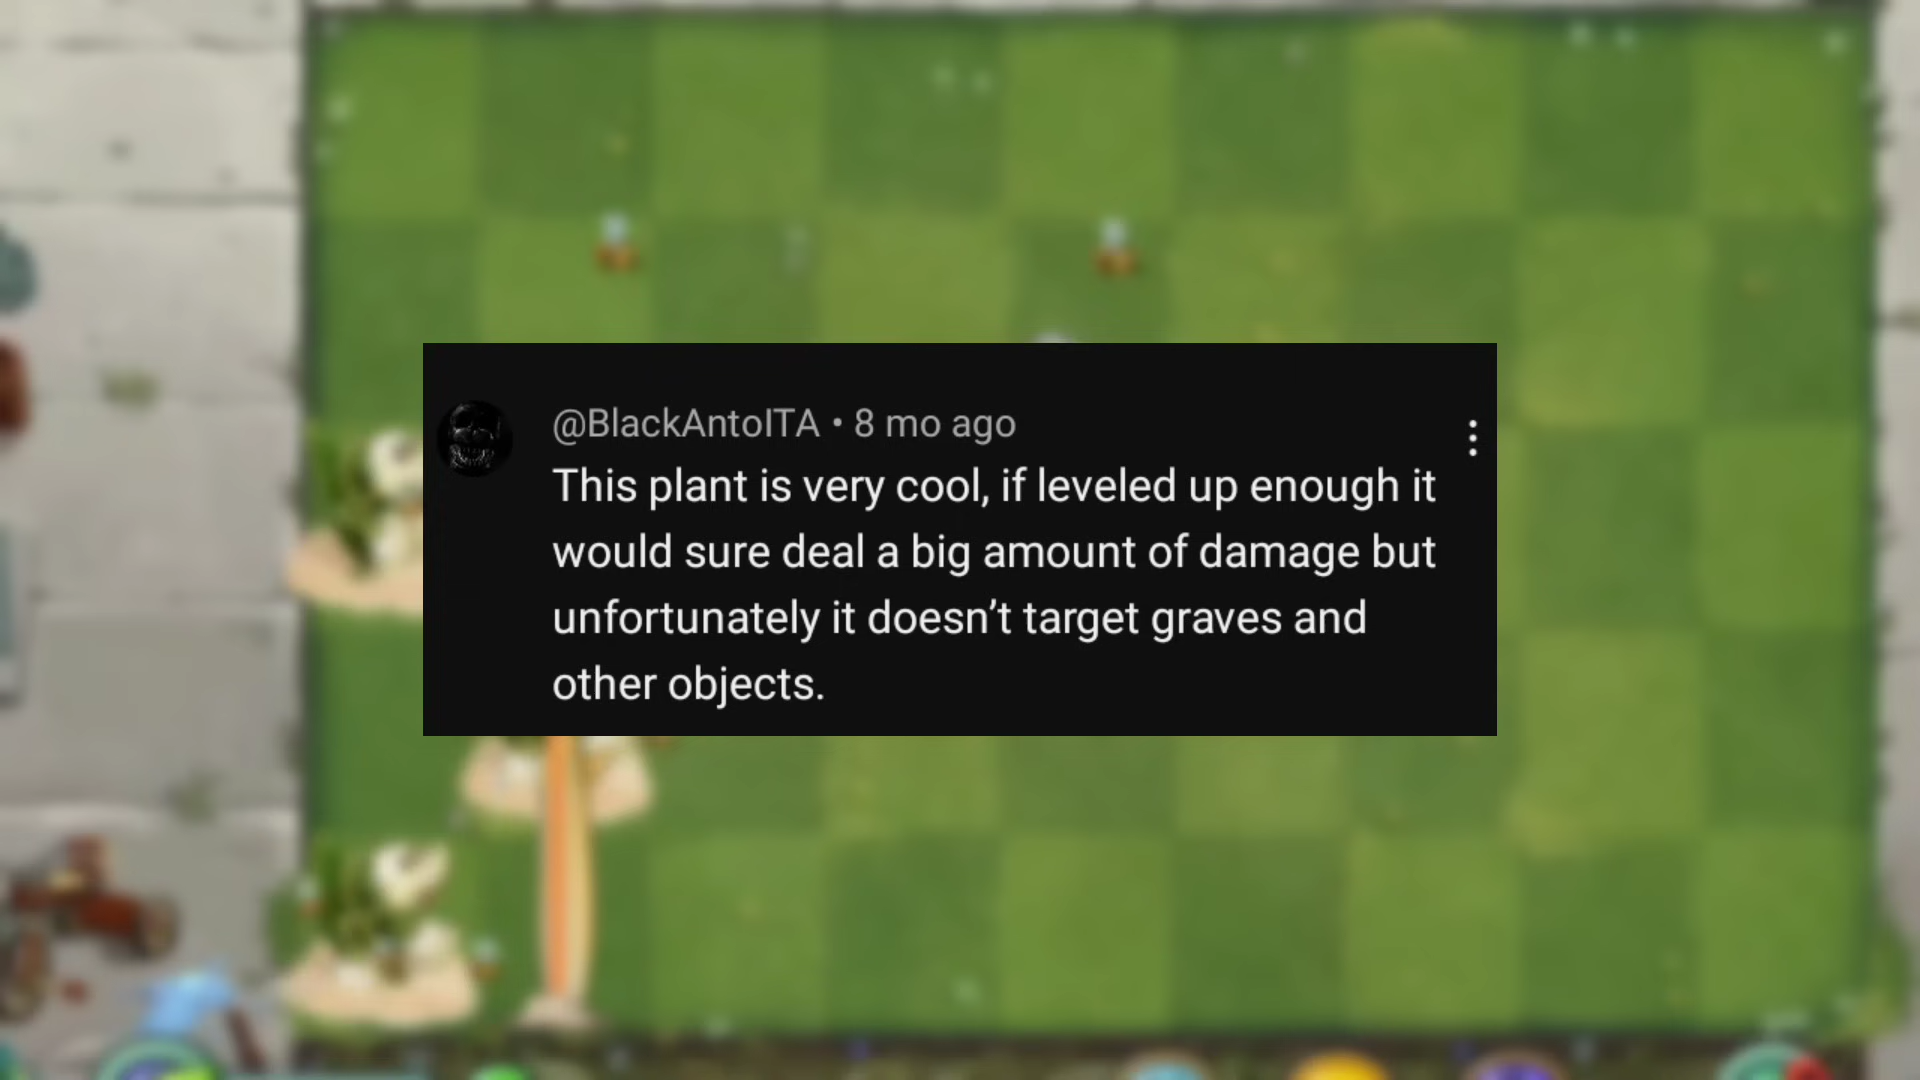 @BlackAntoITA • 8 mo ago
This plant is very cool, if leveled up enough it
would sure deal a big amount of damage but
unfortunately it doesn’t target graves and
other objects.